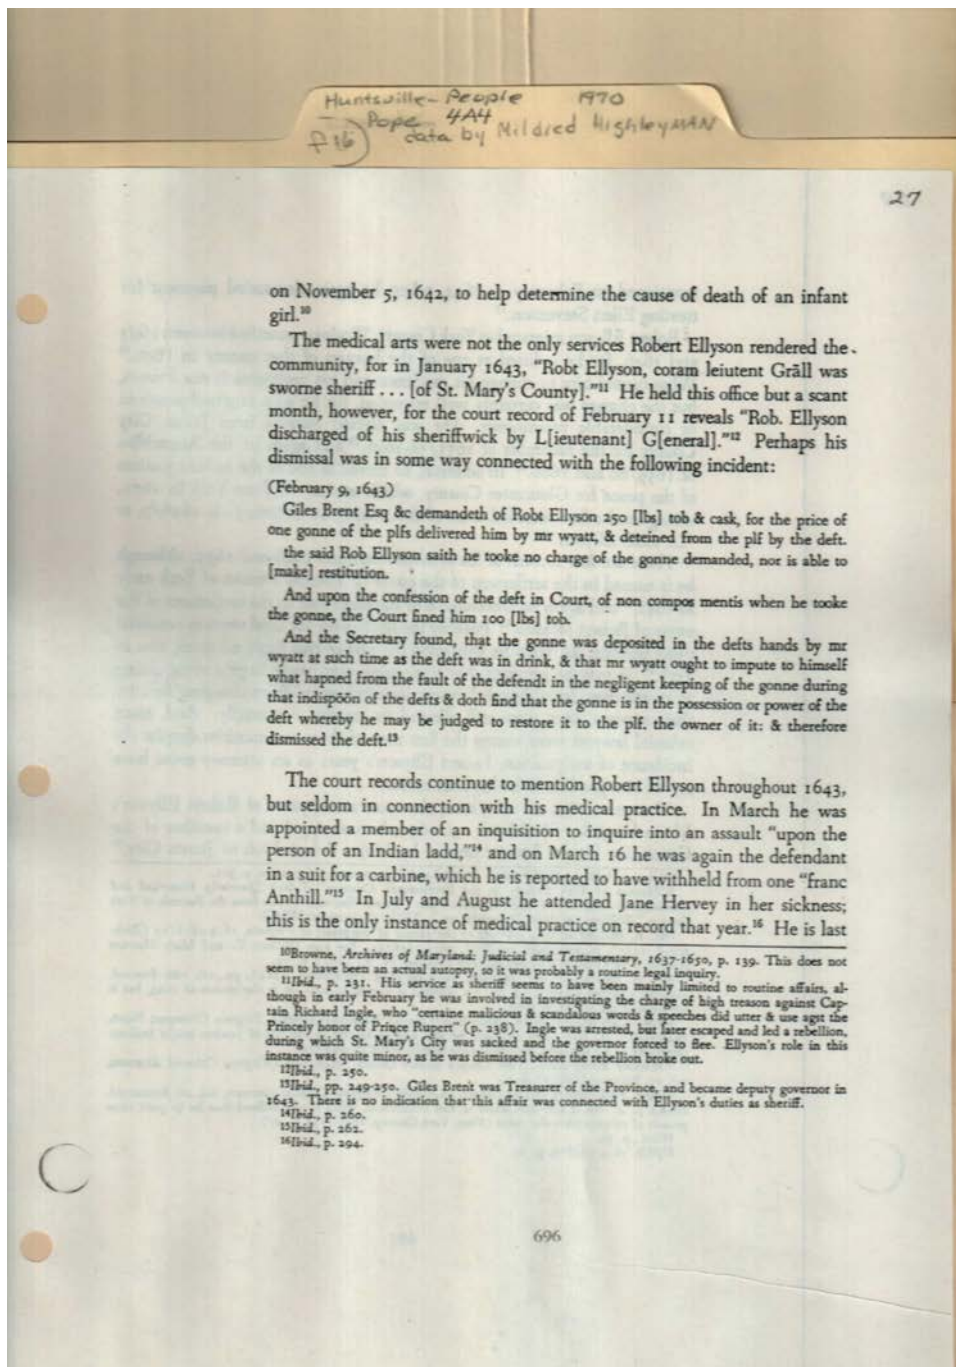 Huntsville - People 1970
Pope 4A4
f16) data by Mildred HighleyMAN
27
on November 5, 1642, to help determine the cause of death of an infant
girl.¹⁰
The medical arts were not the only services Robert Ellyson rendered the
community, for in January 1643, “Robt Ellyson, coram leiutent Grãll was
sworne sheriff . . . [of St. Mary's County].”¹¹ He held this office but a scant
month, however, for the court record of February 11 reveals “Rob. Ellyson
discharged of his sheriffwick by L[ieutenant] G[eneral].”¹² Perhaps his
dismissal was in some way connected with the following incident:
(February 9, 1643)
Giles Brent Esq &c demandeth of Robt Ellyson 250 [lbs] tob & cask, for the price of
one gonne of the plfs delivered him by mr wyatt, & deteined from the plf by the deft.
the said Rob Ellyson saith he tooke no charge of the gonne demanded, nor is able to
[make] restitution.
And upon the confession of the deft in Court, of non compos mentis when he tooke
the gonne, the Court fined him 100 [lbs] tob.
And the Secretary found, that the gonne was deposited in the defts hands by mr
wyatt at such time as the deft was in drink, & that mr wyatt ought to impute to himself
what hapned from the fault of the defendt in the negligent keeping of the gonne during
that indispõõn of the defts & doth find that the gonne is in the possession or power of the
deft whereby he may be judged to restore it to the plf. the owner of it: & therefore
dismissed the deft.¹³
The court records continue to mention Robert Ellyson throughout 1643,
but seldom in connection with his medical practice. In March he was
appointed a member of an inquisition to inquire into an assault “upon the
person of an Indian ladd,”¹⁴ and on March 16 he was again the defendant
in a suit for a carbine, which he is reported to have withheld from one “franc
Anthill.”¹⁵ In July and August he attended Jane Hervey in her sickness;
this is the only instance of medical practice on record that year.¹⁶ He is last
¹⁰Browne, Archives of Maryland: Judicial and Testamentary, 1637-1650, p. 139. This does not
seem to have been an actual autopsy, so it was probably a routine legal inquiry.
¹¹Ibid., p. 231. His service as sheriff seems to have been mainly limited to routine affairs, al-
though in early February he was involved in investigating the charge of high treason against Cap-
tain Richard Ingle, who “certaine malicious & scandalous words & speeches did utter & use agst the
Princely honor of Prince Rupert” (p. 238). Ingle was arrested, but later escaped and led a rebellion,
during which St. Mary's City was sacked and the governor forced to flee. Ellyson's role in this
instance was quite minor, as he was dismissed before the rebellion broke out.
¹²Ibid., p. 250.
¹³Ibid., pp. 249-250. Giles Brent was Treasurer of the Province, and became deputy governor in
1643. There is no indication that this affair was connected with Ellyson's duties as sheriff.
¹⁴Ibid., p. 260.
¹⁵Ibid., p. 262.
¹⁶Ibid., p. 294.
696